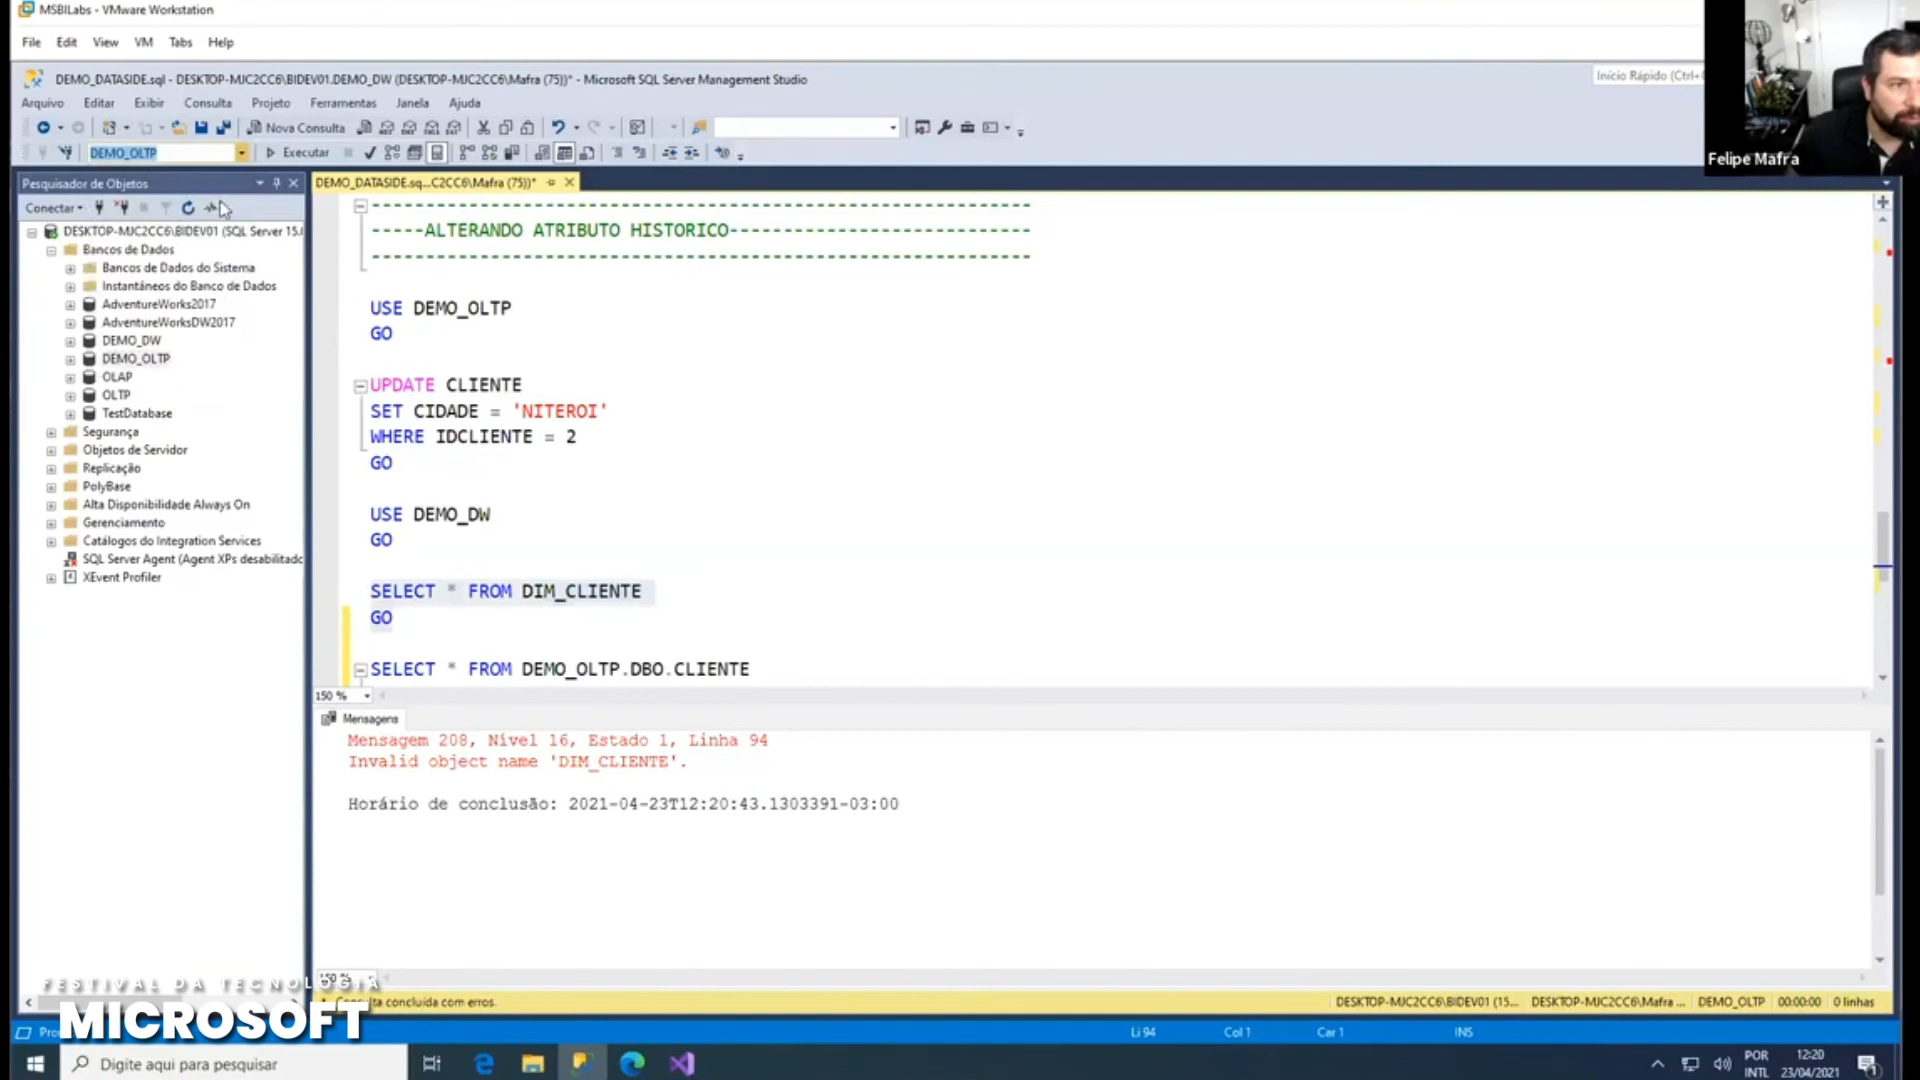 MSBILabs - VMware Workstation
File Edit View VM Tabs Help
DEMO_DATASIDE.sql - DESKTOP-MJC2CC6\BIDEV01.DEMO_DW (DESKTOP-MJC2CC6\Mafra (75))* - Microsoft SQL Server Management Studio
Início Rápido (Ctrl+
Arquivo Editar Exibir Consulta Projeto Ferramentas Janela Ajuda
Nova Consulta
DEMO_OLTP Executar
Felipe Mafra
Pesquisador de Objetos
DEMO_DATASIDE.sq...C2CC6\Mafra (75))*
Conectar
DESKTOP-MJC2CC6\BIDEV01 (SQL Server 15.
Bancos de Dados
Bancos de Dados do Sistema
Instantâneos do Banco de Dados
AdventureWorks2017
AdventureWorksDW2017
DEMO_DW
DEMO_OLTP
OLAP
OLTP
TestDatabase
Segurança
Objetos de Servidor
Replicação
PolyBase
Alta Disponibilidade Always On
Gerenciamento
Catálogos do Integration Services
SQL Server Agent (Agent XPs desabilitado
XEvent Profiler
-----ALTERANDO ATRIBUTO HISTORICO----------------------------
USE DEMO_OLTP
GO
UPDATE CLIENTE
SET CIDADE = 'NITEROI'
WHERE IDCLIENTE = 2
GO
USE DEMO_DW
GO
SELECT * FROM DIM_CLIENTE
GO
SELECT * FROM DEMO_OLTP.DBO.CLIENTE
150 %
Mensagens
Mensagem 208, Nível 16, Estado 1, Linha 94
Invalid object name 'DIM_CLIENTE'.
Horário de conclusão: 2021-04-23T12:20:43.1303391-03:00
150 %
FESTIVAL DA TECNOLOGIA
MICROSOFT
concluída com erros.
DESKTOP-MJC2CC6\BIDEV01 (15... DESKTOP-MJC2CC6\Mafra ... DEMO_OLTP 00:00:00 0 linhas
Li 94 Col 1 Car 1 INS
Digite aqui para pesquisar
POR
INTL
12:20
23/04/2021
1